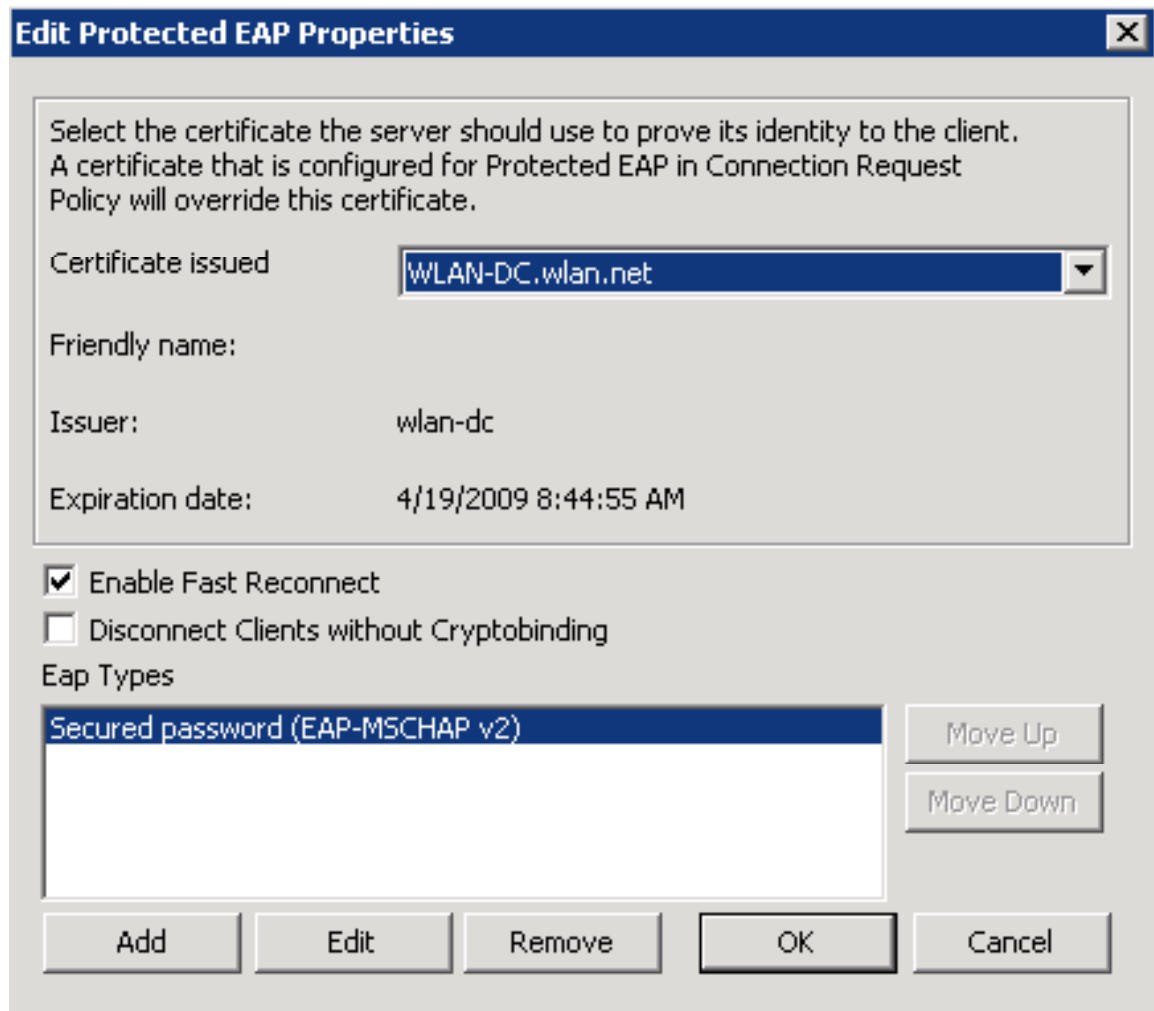 Edit Protected EAP Properties
Select the certificate the server should use to prove its identity to the client.
A certificate that is configured for Protected EAP in Connection Request
Policy will override this certificate.
Certificate issued WLAN-DC.wlan.net
Friendly name:
Issuer: wlan-dc
Expiration date: 4/19/2009 8:44:55 AM
Enable Fast Reconnect
Disconnect Clients without Cryptobinding
Eap Types
Secured password (EAP-MSCHAP v2)
Move Up
Move Down
Add Edit Remove OK Cancel